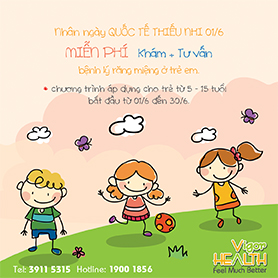 Nhân ngày QUỐC TẾ THIẾU NHI 01/6
MIỄN PHÍ Khám + Tư vấn
bệnh lý răng miệng ở trẻ em.
• chương trình áp dụng cho trẻ từ 5 - 15 tuổi
bắt đầu từ 01/6 đến 30/6.
Vigor
HEALTH
Feel Much Better
Tel: 3911 5315 Hotline: 1900 1856